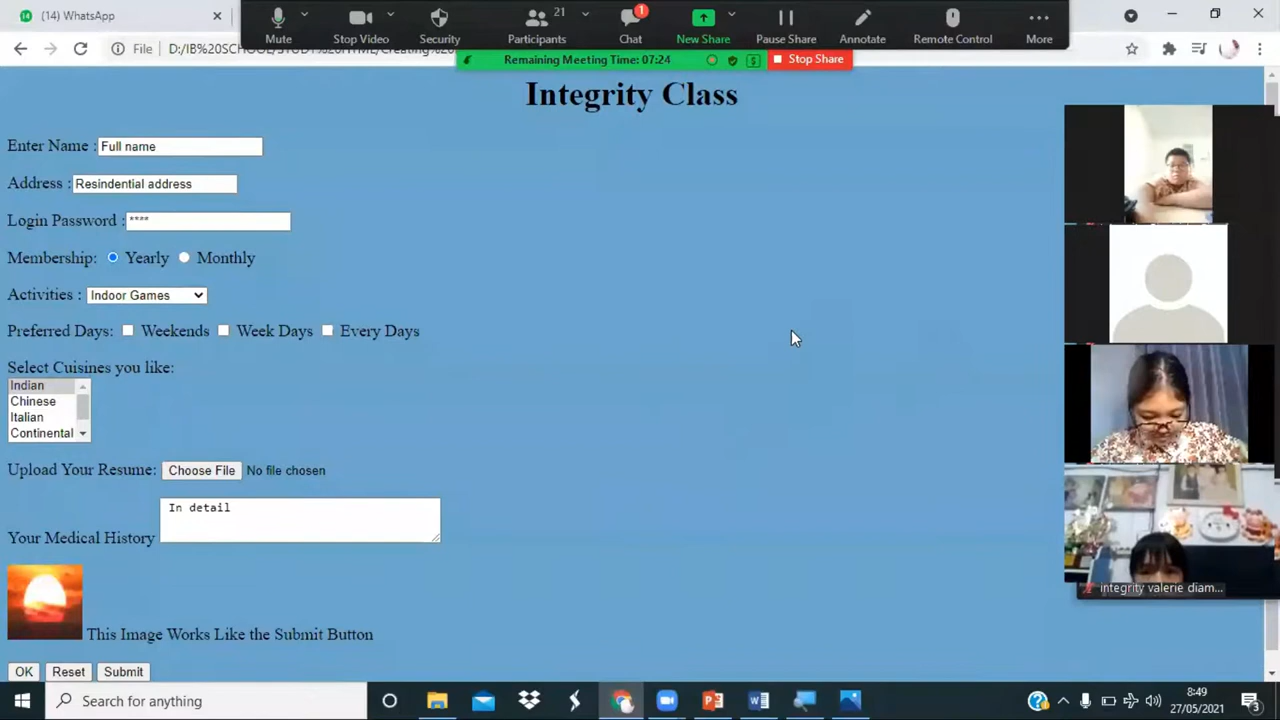 (14) WhatsApp
Mute
Stop Video
Security
21
Participants
1
Chat
New Share
Pause Share
Annotate
Remote Control
More
File
Remaining Meeting Time: 07:24
Stop Share
Integrity Class
Enter Name : Full name
Address : Resindential address
Login Password : ****
Membership: Yearly Monthly
Activities : Indoor Games
Preferred Days: Weekends Week Days Every Days
Select Cuisines you like:
Indian
Chinese
Italian
Continental
Upload Your Resume: Choose File No file chosen
In detail
Your Medical History
integrity valerie diam...
This Image Works Like the Submit Button
OK Reset Submit
Search for anything
8:49
27/05/2021
3